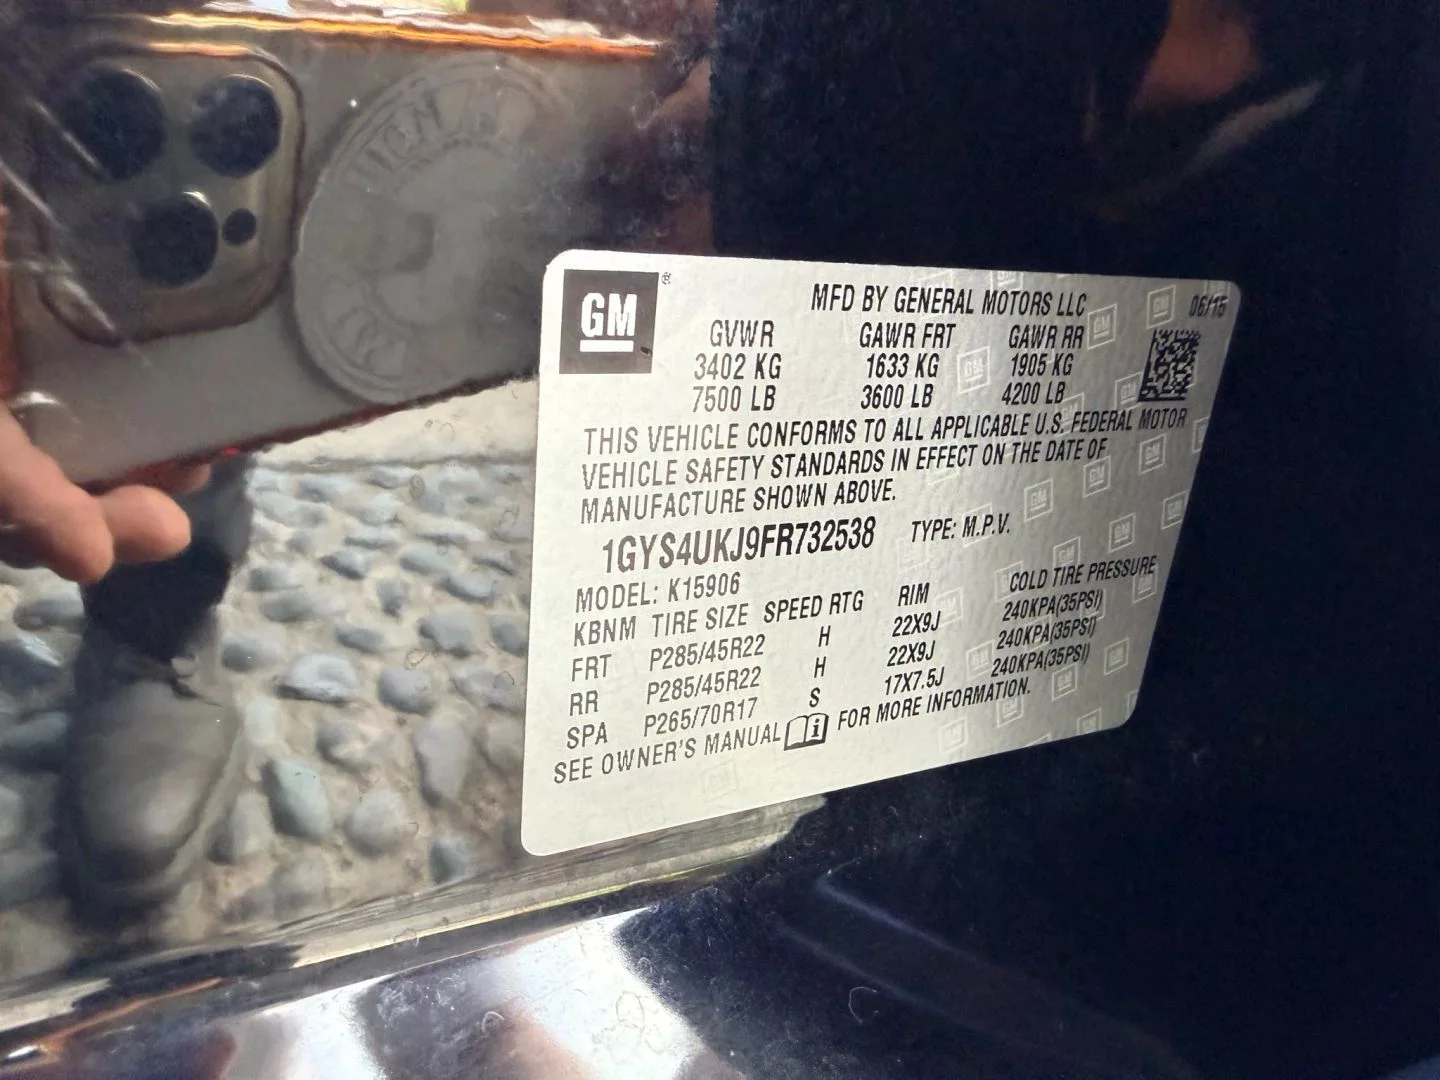 GM®
MFD BY GENERAL MOTORS LLC 06/15
GVWR GAWR FRT GAWR RR
3402 KG 1633 KG 1905 KG
7500 LB 3600 LB 4200 LB
THIS VEHICLE CONFORMS TO ALL APPLICABLE U.S. FEDERAL MOTOR
VEHICLE SAFETY STANDARDS IN EFFECT ON THE DATE OF
MANUFACTURE SHOWN ABOVE.
1GYS4UKJ9FR732538 TYPE: M.P.V.
MODEL: K15906
KBNM TIRE SIZE SPEED RTG RIM COLD TIRE PRESSURE
FRT P285/45R22 H 22X9J 240KPA(35PSI)
RR P285/45R22 H 22X9J 240KPA(35PSI)
SPA P265/70R17 S 17X7.5J 240KPA(35PSI)
SEE OWNER'S MANUAL i FOR MORE INFORMATION.